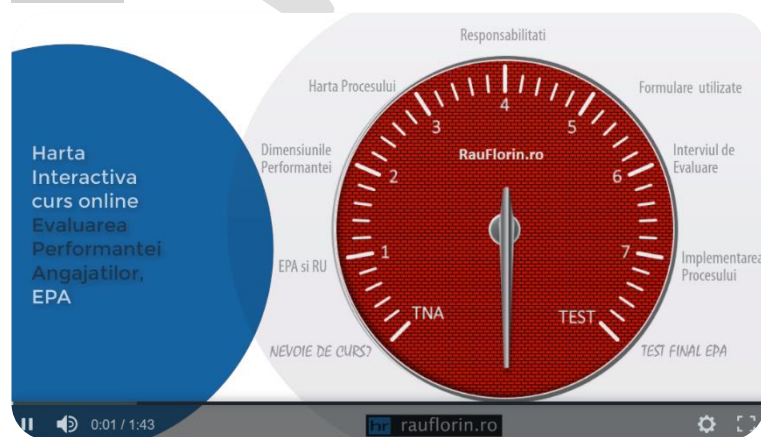 Harta
Interactiva
curs online
Evaluarea
Performantei
Angajatilor,
EPA
Responsabilitati
Harta Procesului
Formulare utilizate
Dimensiunile
Performantei
Interviul de
Evaluare
EPA si RU
Implementarea
Procesului
NEVOIE DE CURS?
TEST FINAL EPA
RauFlorin.ro
TNA
1
2
3
4
5
6
7
TEST
0:01 / 1:43
hr rauflorin.ro